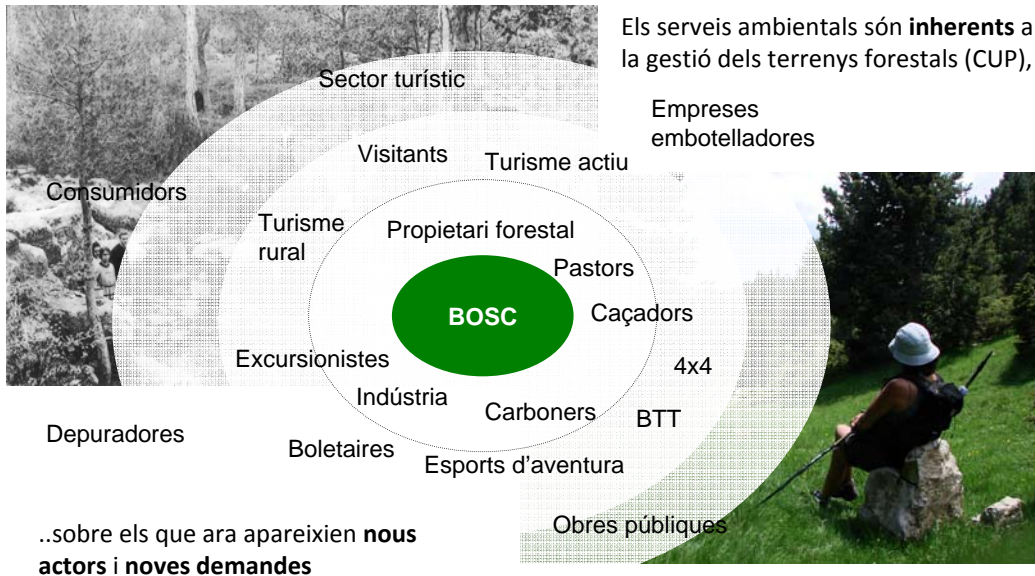 Els serveis ambientals són inherents a
la gestió dels terrenys forestals (CUP),
Sector turístic
Empreses
embotelladores
Visitants
Turisme actiu
Consumidors
Turisme
rural
Propietari forestal
Pastors
BOSC
Caçadors
Excursionistes
4x4
Indústria
Carboners
BTT
Depuradores
Boletaires
Esports d'aventura
Obres públiques
..sobre els que ara apareixien nous
actors i noves demandes